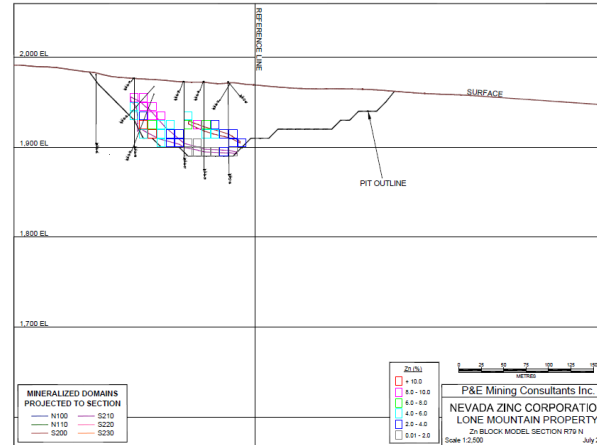 REFERENCE LINE
2,000 EL
SURFACE
1,900 EL
PIT OUTLINE
1,800 EL
1,700 EL
Zn (%)
+ 10.0
8.0 - 10.0
6.0 - 8.0
4.0 - 6.0
2.0 - 4.0
0.01 - 2.0
0 25 50 75 100 125 150
METRES
MINERALIZED DOMAINS
PROJECTED TO SECTION
N100 S210
N110 S220
S200 S230
P&E Mining Consultants Inc.
NEVADA ZINC CORPORATIO
LONE MOUNTAIN PROPERTY
Zn BLOCK MODEL SECTION R79 N
Scale 1:2,500 July